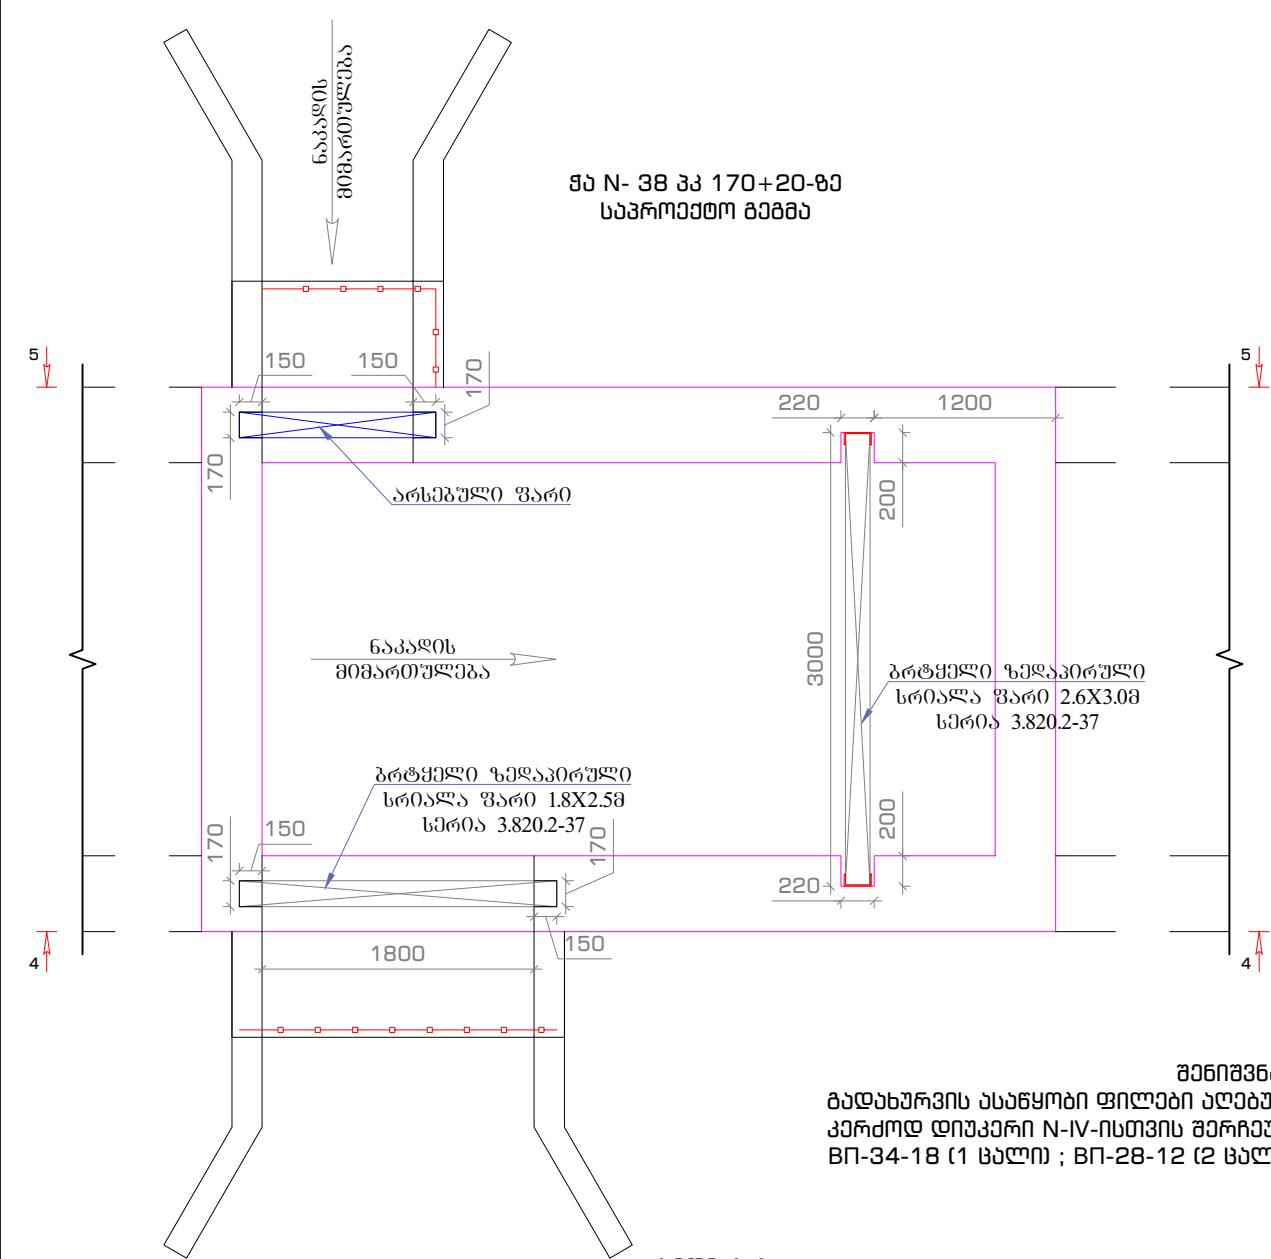 ნაკადის
მიმართულება
ჭა N- 38 პკ 170+20-ზე
საპროექტო გეგმა
5
5
150
150
170
220
1200
170
200
არსებული ფარი
3000
ნაკადის
მიმართულება
ბრტყელი ზედაპირული
სრიალა ფარი 2.6X3.0მ
სერია 3.820.2-37
ბრტყელი ზედაპირული
სრიალა ფარი 1.8X2.5მ
სერია 3.820.2-37
170
150
170
200
220
150
1800
4
4
შენიშვნა
გადახურვის ასაწყობი ფილები აღებუ
კერძოდ დიუკერი N-IV-ისთვის შერჩეუ
ВП-34-18 (1 ცალი) ; ВП-28-12 (2 ცალ